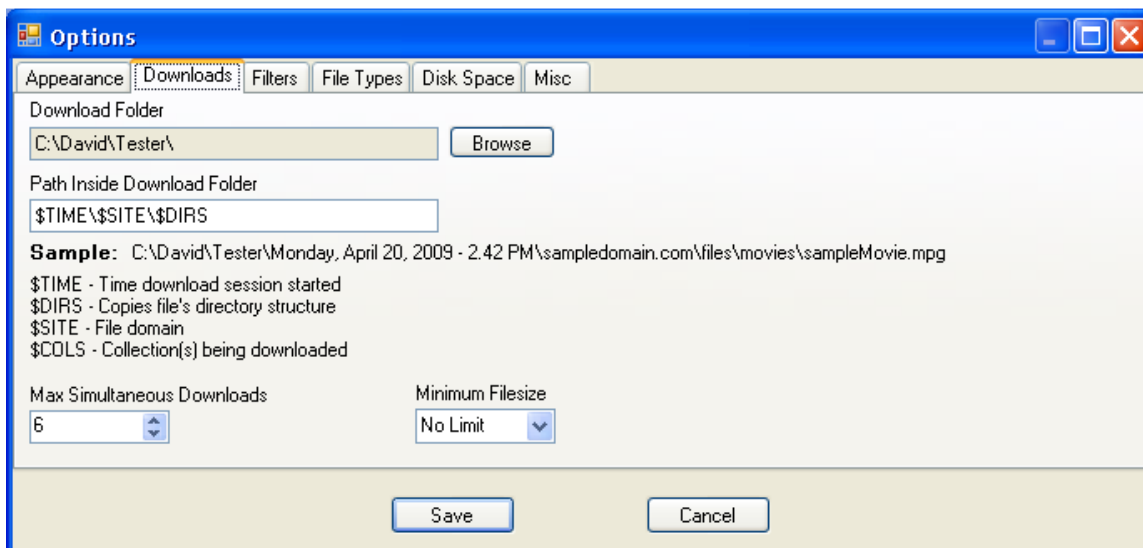 Options
Appearance Downloads Filters File Types Disk Space Misc
Download Folder
C:\David\Tester\ Browse
Path Inside Download Folder
$TIME\$SITE\$DIRS
Sample: C:\David\Tester\Monday, April 20, 2009 - 2.42 PM\sampledomain.com\files\movies\sampleMovie.mpg
$TIME - Time download session started
$DIRS - Copies file's directory structure
$SITE - File domain
$COLS - Collection(s) being downloaded
Max Simultaneous Downloads Minimum Filesize
6 No Limit
Save Cancel